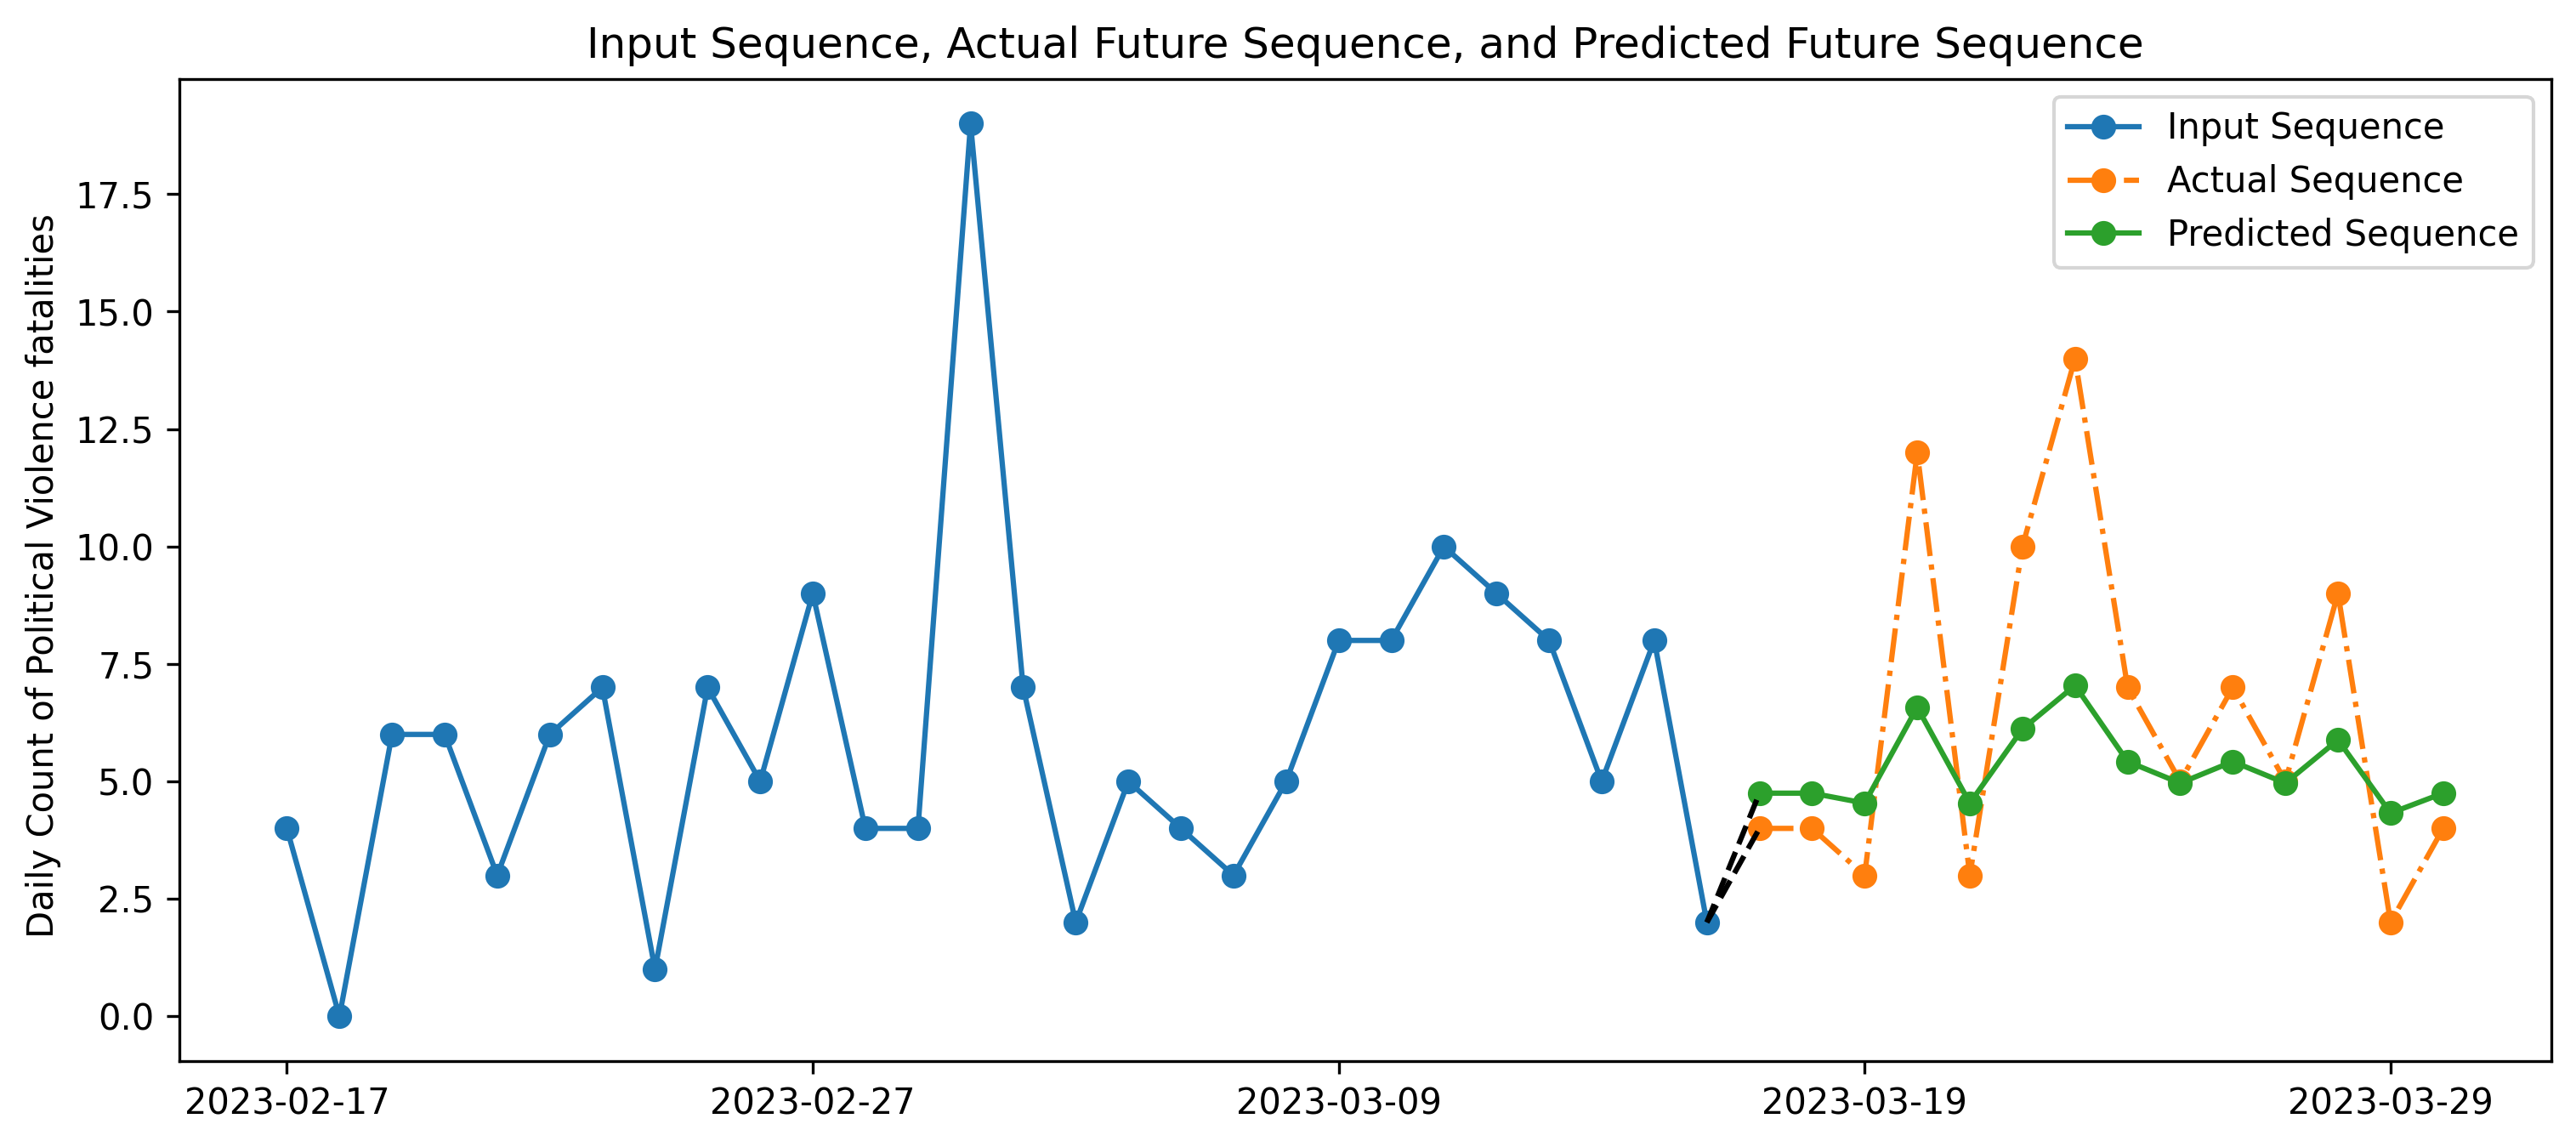 Input Sequence, Actual Future Sequence, and Predicted Future Sequence
Daily Count of Political Violence fatalities
17.5
15.0
12.5
10.0
7.5
5.0
2.5
0.0
Input Sequence
Actual Sequence
Predicted Sequence
2023-02-17
2023-02-27
2023-03-09
2023-03-19
2023-03-29